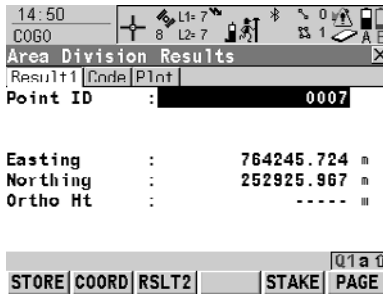 14:50
COGO
L1= 7
8 L2= 7
0
1
A B
Area Division Results X
Result1 Code Plot
Point ID : 0007
Easting : 764245.724 m
Northing : 252925.967 m
Ortho Ht : ----- m
Q1 a
STORE COORD RSLT2 STAKE PAGE